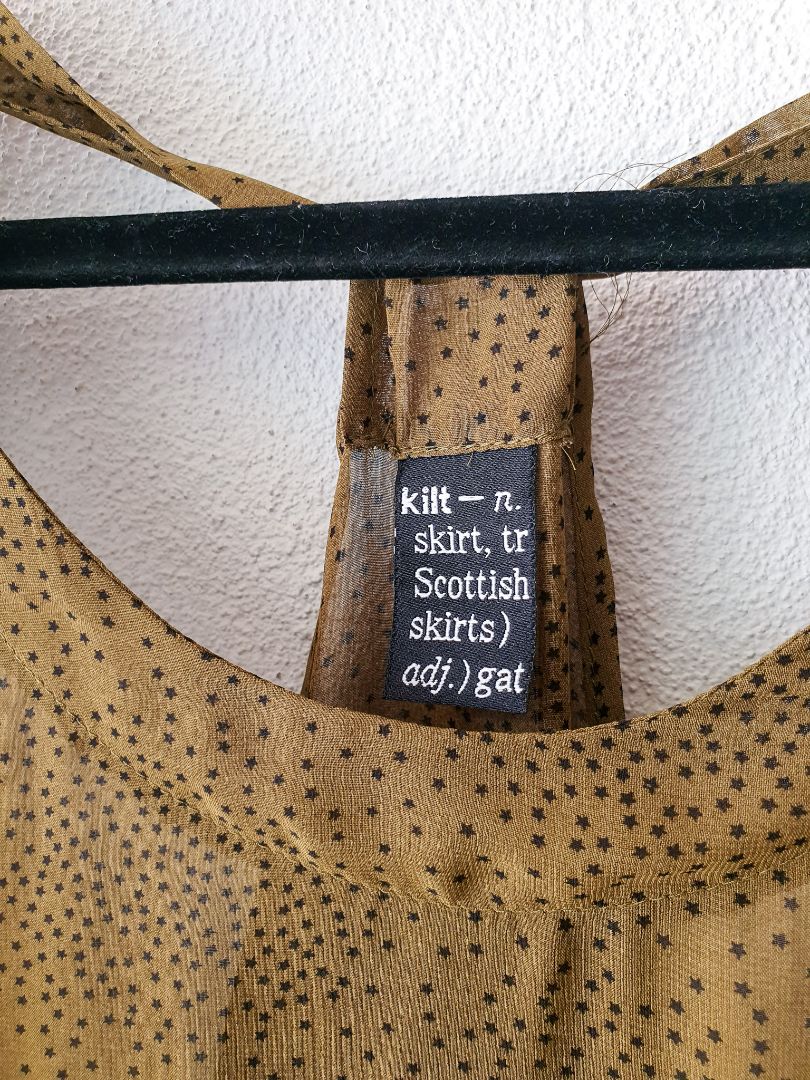 kilt – n.
skirt, tr
Scottish
skirts)
adj.) gat